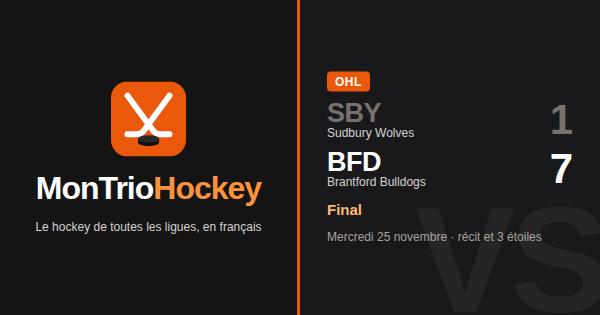 MonTrioHockey
Le hockey de toutes les ligues, en français
OHL
SBY 1
Sudbury Wolves
BFD 7
Brantford Bulldogs
Final
Mercredi 25 novembre · récit et 3 étoiles
VS